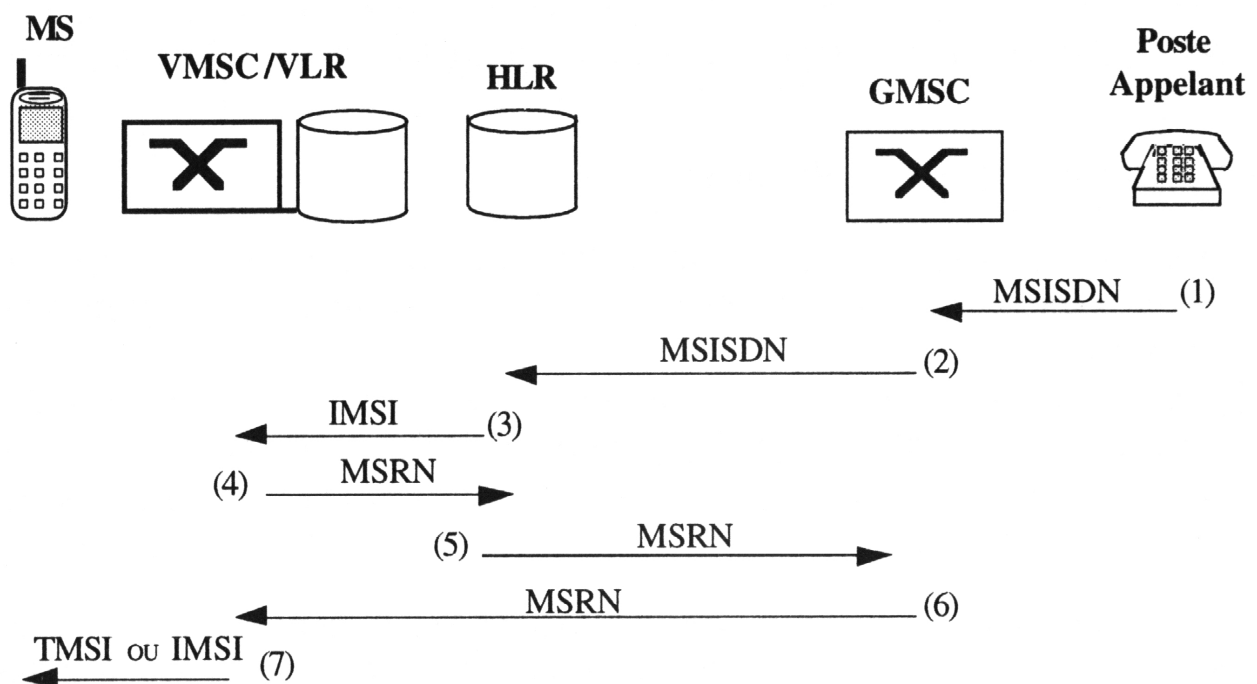 MS
VMSC/VLR
HLR
GMSC
Poste
Appelant
MSISDN (1)
MSISDN (2)
IMSI (3)
(4) MSRN
(5) MSRN
MSRN (6)
TMSI OU IMSI (7)